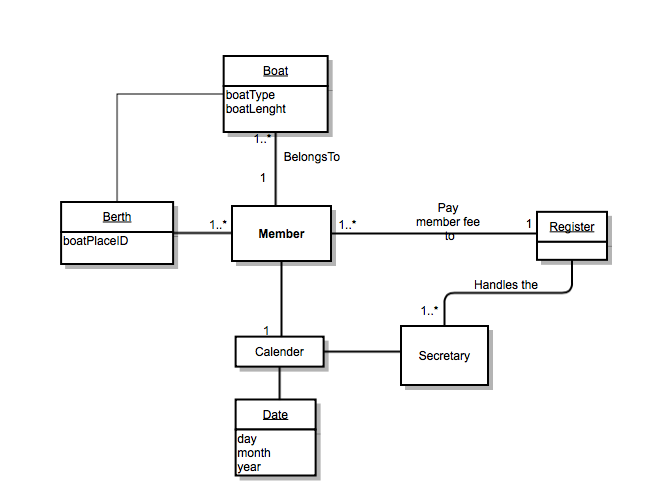 Boat
boatType
boatLenght
1..*
BelongsTo
1
Berth
boatPlaceID
1..*
Member
1..*
Pay
member fee
to
1
Register
Handles the
1..*
1
Calender
Secretary
Date
day
month
year